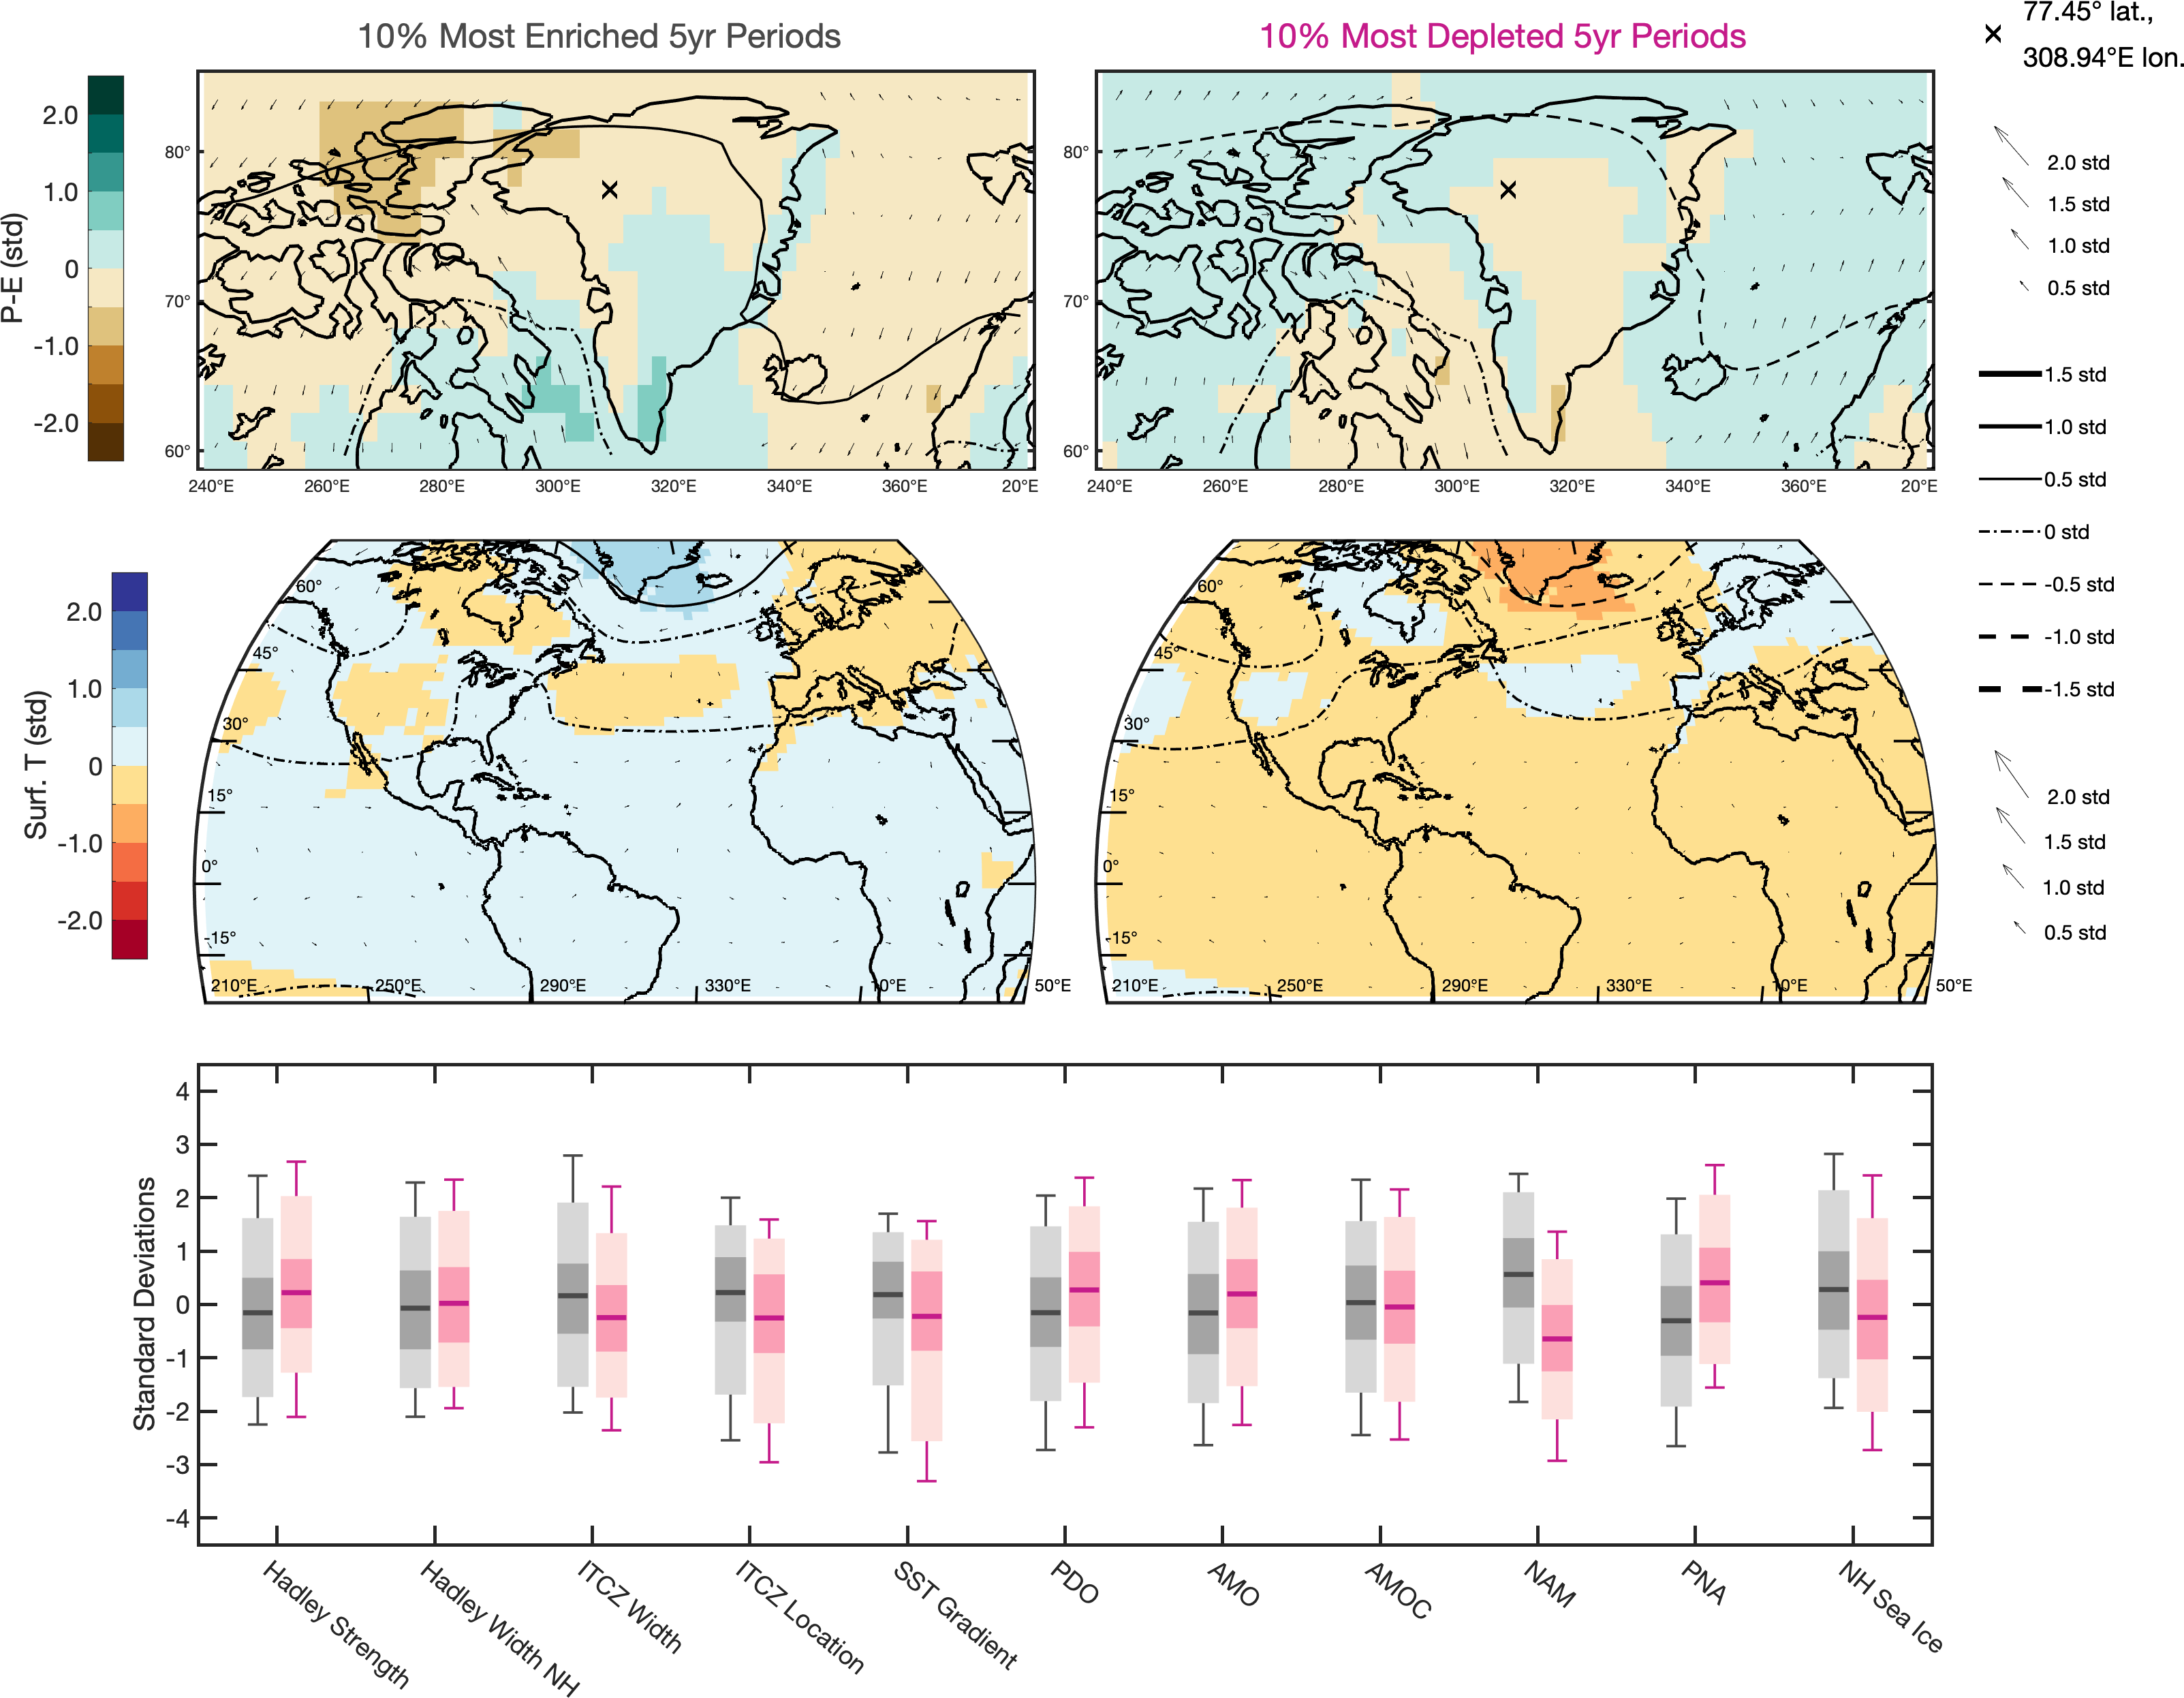 10% Most Enriched 5yr Periods
10% Most Depleted 5yr Periods
77.45° lat.,
308.94°E lon.
P-E (std)
2.0
1.0
0
-1.0
-2.0
80°
70°
60°
240°E 260°E 280°E 300°E 320°E 340°E 360°E 20°E
80°
70°
60°
240°E 260°E 280°E 300°E 320°E 340°E 360°E 20°E
2.0 std
1.5 std
1.0 std
0.5 std
1.5 std
1.0 std
0.5 std
0 std
-0.5 std
-1.0 std
-1.5 std
Surf. T (std)
2.0
1.0
0
-1.0
-2.0
60°
45°
30°
15°
0°
-15°
210°E 250°E 290°E 330°E 10°E 50°E
60°
45°
30°
15°
0°
-15°
210°E 250°E 290°E 330°E 10°E 50°E
2.0 std
1.5 std
1.0 std
0.5 std
Standard Deviations
4
3
2
1
0
-1
-2
-3
-4
Hadley Strength
Hadley Width NH
ITCZ Width
ITCZ Location
SST Gradient
PDO
AMO
AMOC
NAM
PNA
NH Sea Ice